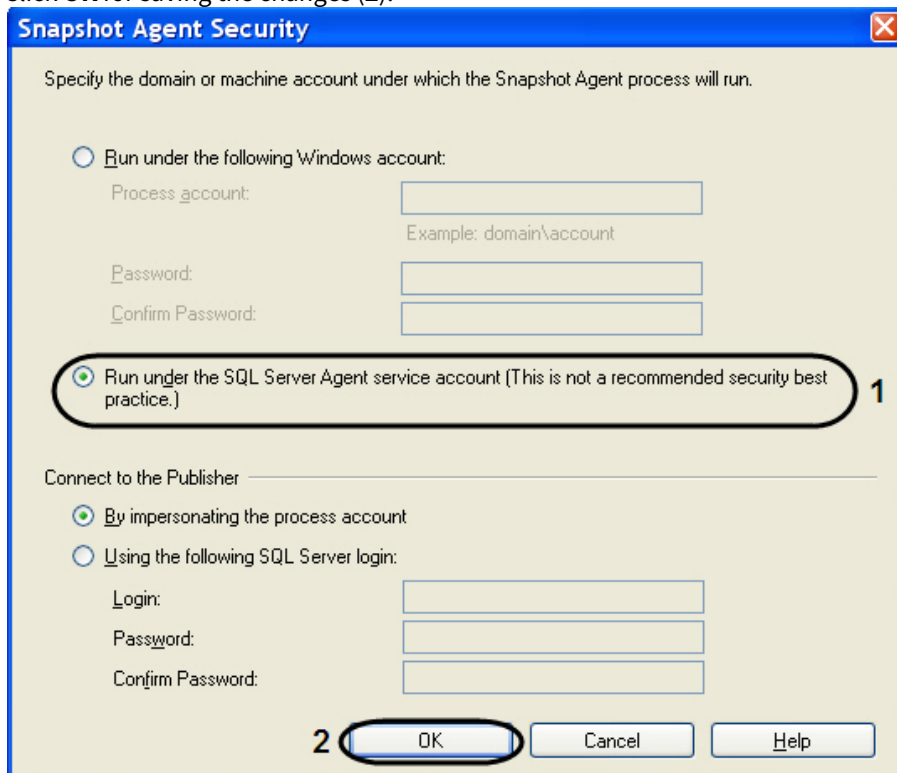 Snapshot Agent Security
Specify the domain or machine account under which the Snapshot Agent process will run.
Run under the following Windows account:
Process account:
Example: domain\account
Password:
Confirm Password:
Run under the SQL Server Agent service account (This is not a recommended security best
practice.)
1
Connect to the Publisher
By impersonating the process account
Using the following SQL Server login:
Login:
Password:
Confirm Password:
2 OK Cancel Help